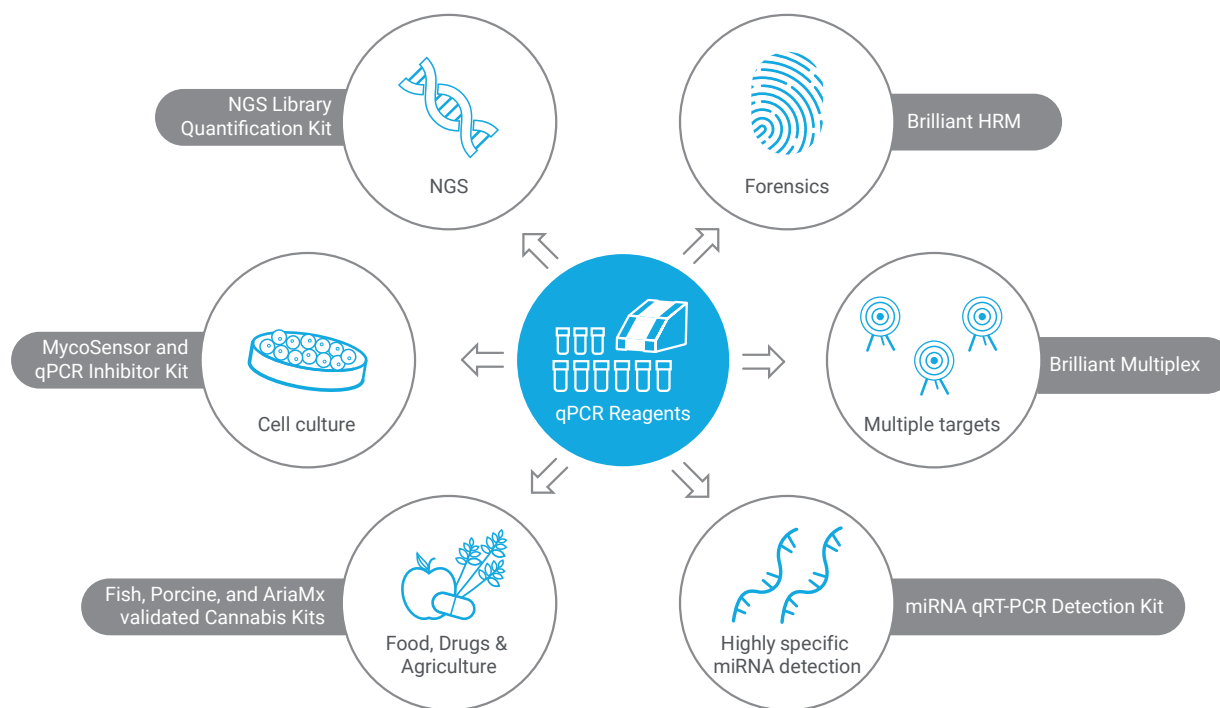 NGS Library
Quantification Kit
NGS
Forensics
Brilliant HRM
MycoSensor and
qPCR Inhibitor Kit
Cell culture
qPCR Reagents
Multiple targets
Brilliant Multiplex
Fish, Porcine, and AriaMx
validated Cannabis Kits
Food, Drugs &
Agriculture
Highly specific
miRNA detection
miRNA qRT-PCR Detection Kit